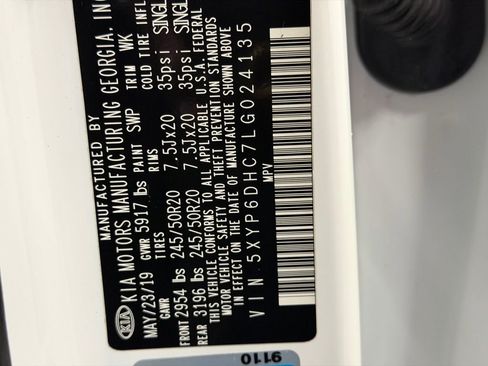 MANUFACTURED BY
KIA KIA MOTORS MANUFACTURING GEORGIA, INC
MAY/23/19 GVWR 5917 lbs PAINT SWP TRIM WK
GAWR TIRES RIMS COLD TIRE INFL
FRONT 2954 lbs 245/50R20 7.5Jx20 35psi SINGL
REAR 3196 lbs 245/50R20 7.5Jx20 35psi SINGL
THIS VEHICLE CONFORMS TO ALL APPLICABLE U.S.A. FEDERAL
MOTOR VEHICLE SAFETY AND THEFT PREVENTION STANDARDS
IN EFFECT ON THE DATE OF MANUFACTURE SHOWN ABOVE
VIN 5XYP6DHC7LG024135
MPV
9110